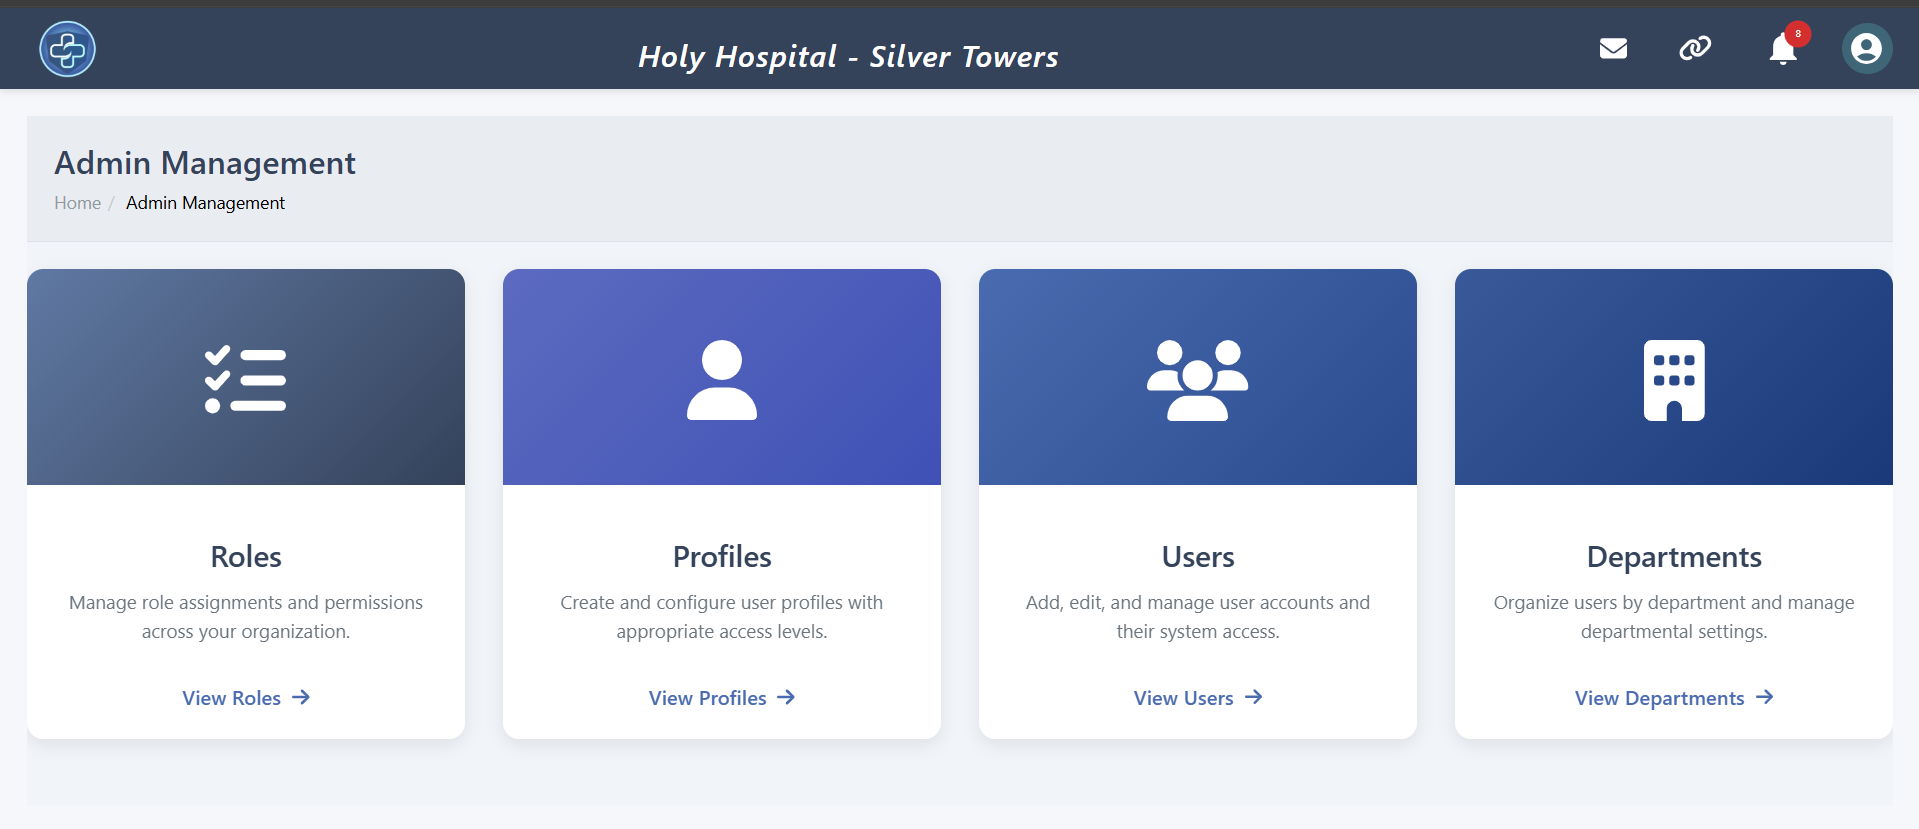 Holy Hospital - Silver Towers
8
Admin Management
Home / Admin Management
Roles
Manage role assignments and permissions
across your organization.
View Roles →
Profiles
Create and configure user profiles with
appropriate access levels.
View Profiles →
Users
Add, edit, and manage user accounts and
their system access.
View Users →
Departments
Organize users by department and manage
departmental settings.
View Departments →